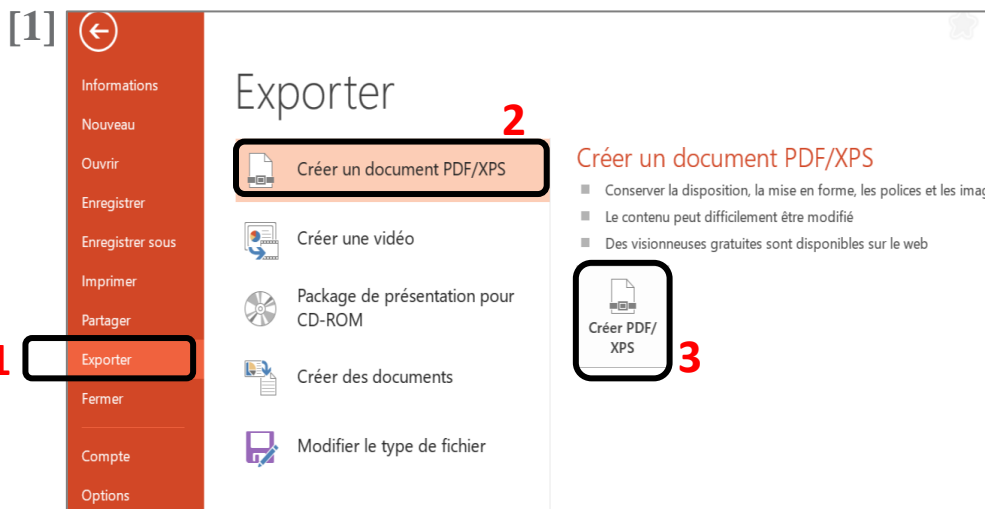 [1]
Informations
Nouveau
Ouvrir
Enregistrer
Enregistrer sous
Imprimer
Partager
1
Exporter
Fermer
Compte
Options
Exporter
2
Créer un document PDF/XPS
Créer une vidéo
Package de présentation pour
CD-ROM
Créer des documents
Modifier le type de fichier
Créer un document PDF/XPS
Conserver la disposition, la mise en forme, les polices et les
Le contenu peut difficilement être modifié
Des visionneuses gratuites sont disponibles sur le web
Créer PDF/
XPS
3